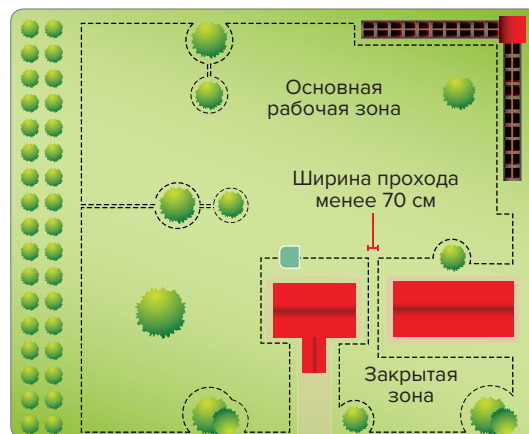 Основная
рабочая зона
Ширина прохода
менее 70 см
Закрытая
зона